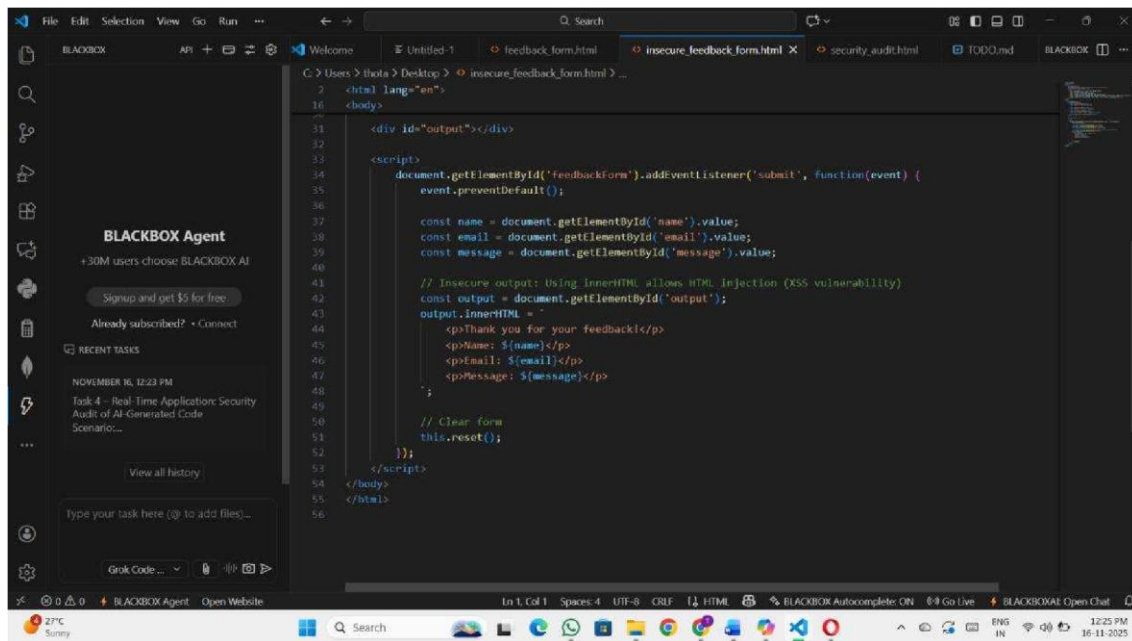 File Edit Selection View Go Run ... Search
BLACKBOX API Welcome Untitled-1 feedback_form.html insecure_feedback_form.html X security_audit.html TODO.md BLACKBOX
C: > Users > thota > Desktop > insecure_feedback_form.html > ...
2 <html lang="en">
16 <body>
31 <div id="output"></div>
32
33 <script>
34 document.getElementById('feedbackForm').addEventListener('submit', function(event) {
35 event.preventDefault();
36
37 const name = document.getElementById('name').value;
38 const email = document.getElementById('email').value;
39 const message = document.getElementById('message').value;
40
41 // Insecure output: Using innerHTML allows HTML injection (XSS vulnerability)
42 const output = document.getElementById('output');
43 output.innerHTML = `
44 <p>Thank you for your feedback!</p>
45 <p>Name: ${name}</p>
46 <p>Email: ${email}</p>
47 <p>Message: ${message}</p>
48 `;
49
50 // Clear form
51 this.reset();
52 });
53 </script>
54 </body>
55 </html>
56
BLACKBOX Agent
+30M users choose BLACKBOX AI
Signup and get $5 for free
Already subscribed? • Connect
RECENT TASKS
NOVEMBER 16, 12:23 PM
Task 4 – Real-Time Application: Security
Audit of AI-Generated Code
Scenario:...
View all history
Type your task here (@ to add files)...
Grok Code ...
0 0 BLACKBOX Agent Open Website Ln 1, Col 1 Spaces: 4 UTF-8 CRLF HTML BLACKBOX Autocomplete: ON Go Live BLACKBOXAI: Open Chat
27°C
Sunny
Search
ENG
IN
12:25 PM
16-11-2025